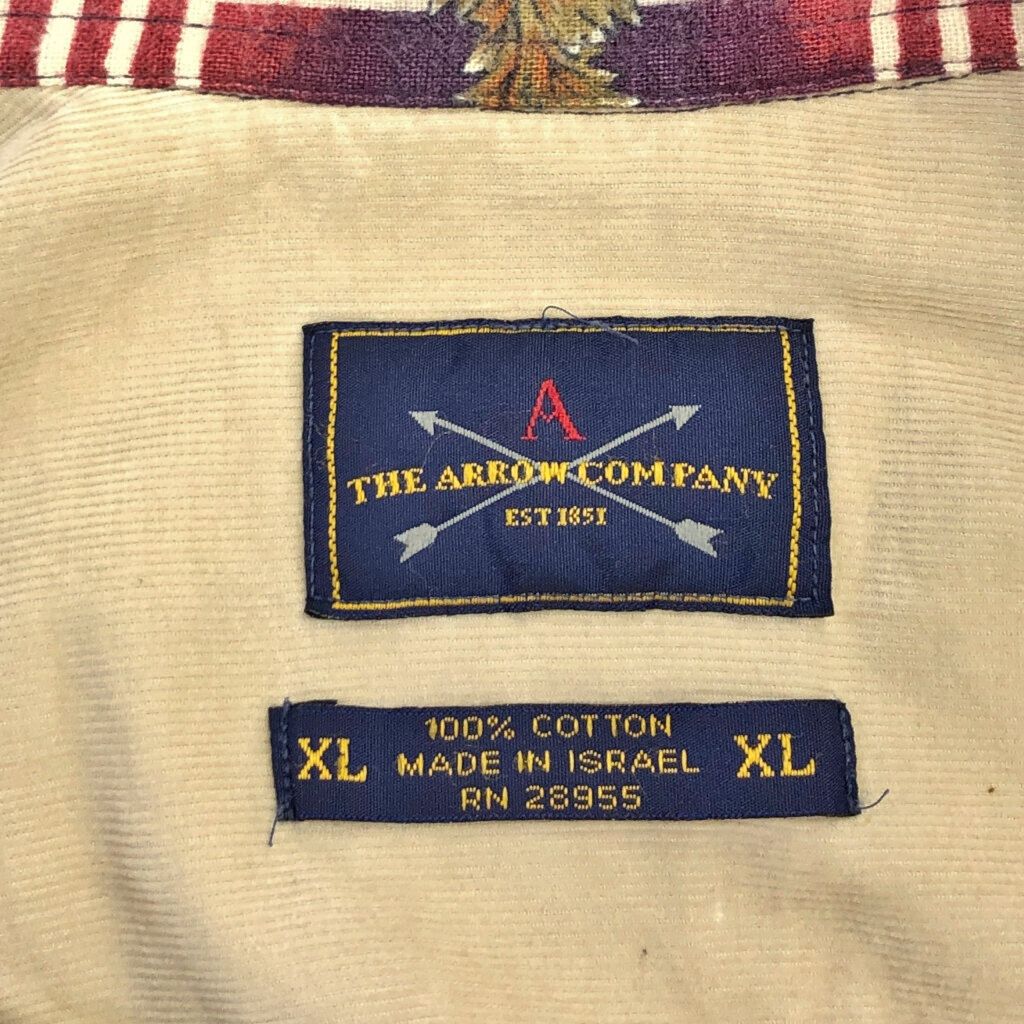 A
THE ARROW COMPANY
EST 1851
XL
100% COTTON
MADE IN ISRAEL
RN 28955
XL